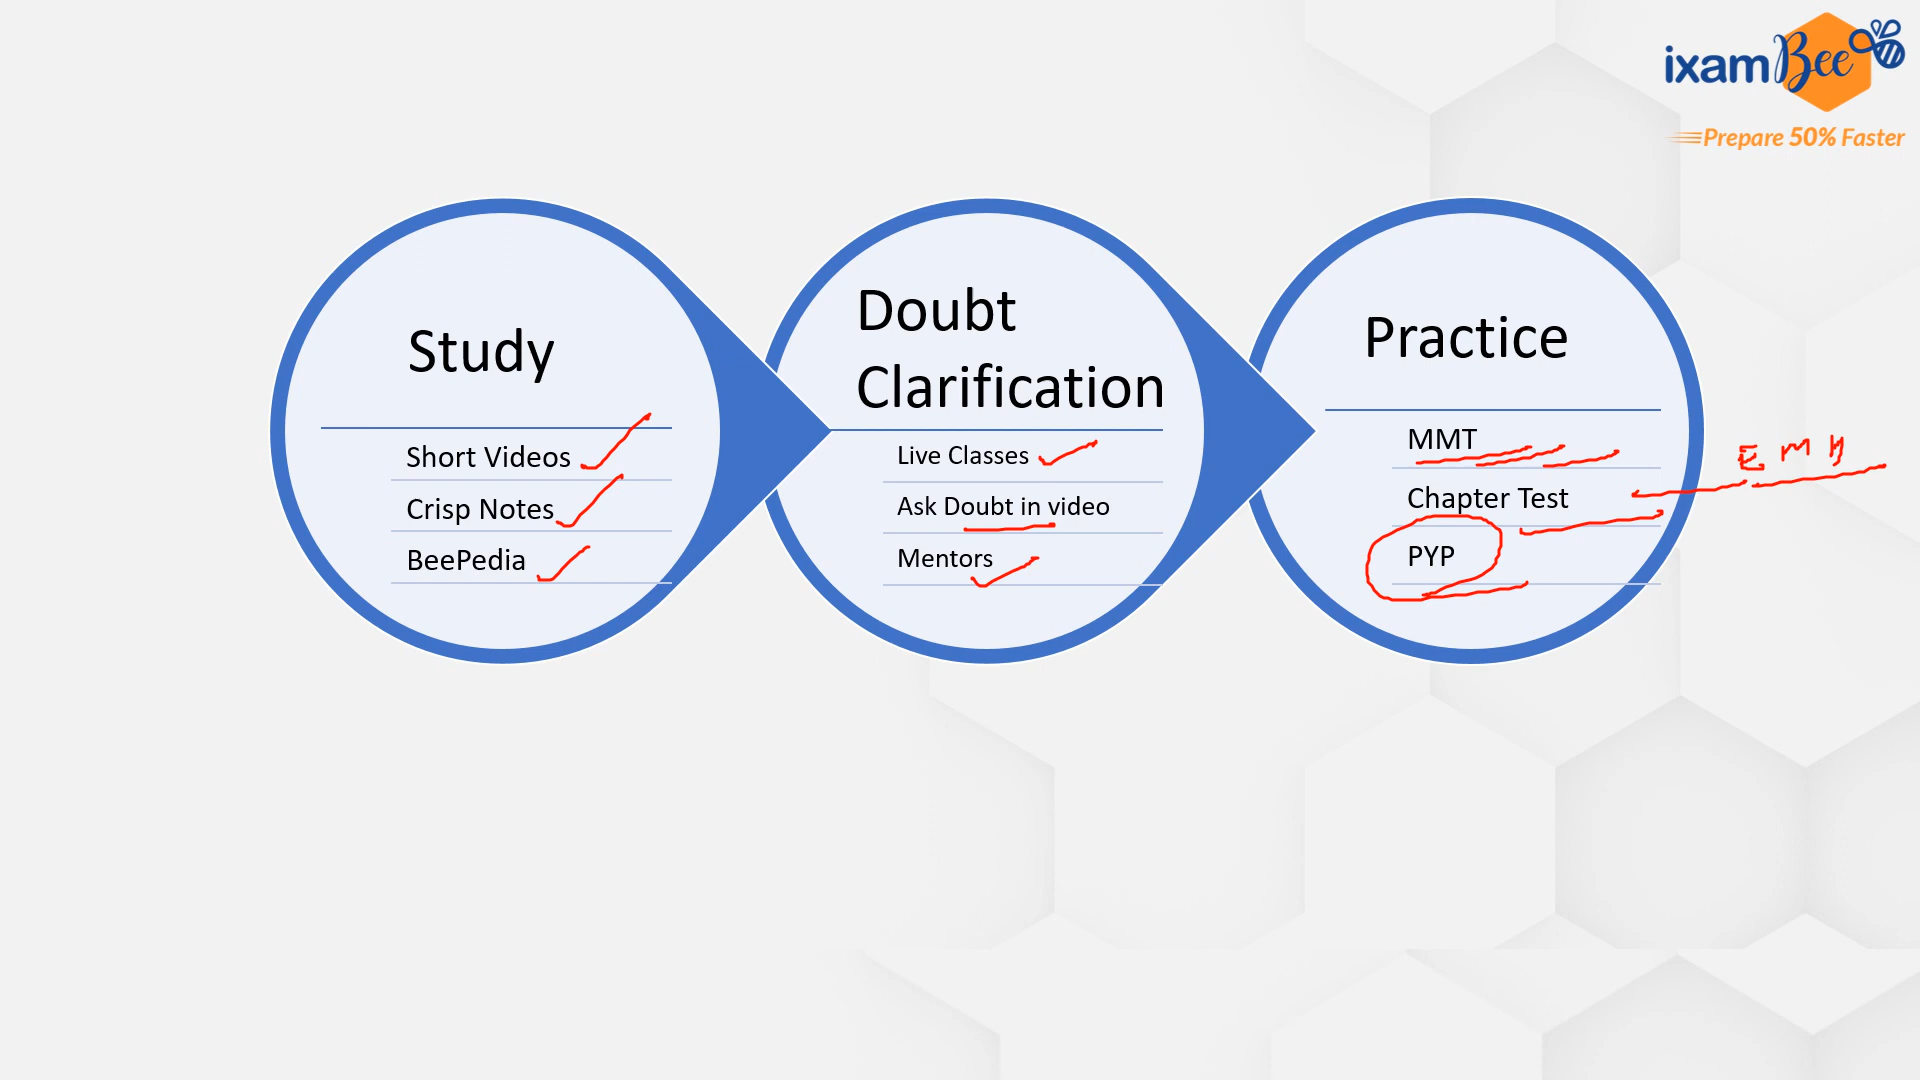 ixamBee
Prepare 50% Faster
Study
Short Videos
Crisp Notes
BeePedia
Doubt
Clarification
Live Classes
Ask Doubt in video
Mentors
Practice
MMT
Chapter Test
PYP
E M H